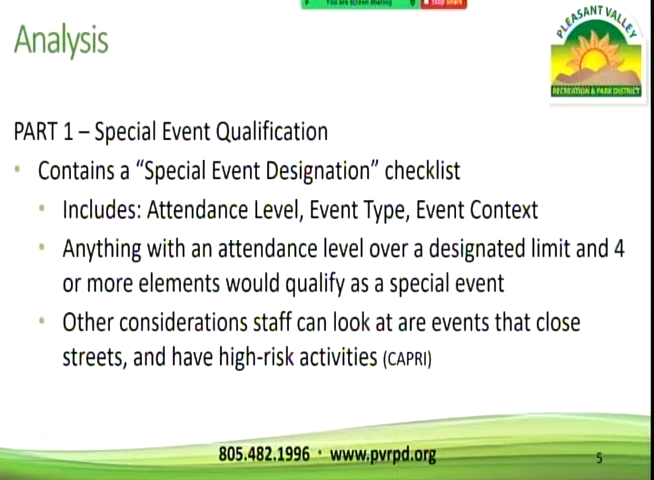 You are screen sharing Stop Share
Analysis
PLEASANT VALLEY
RECREATION & PARK DISTRICT
PART 1 – Special Event Qualification
• Contains a “Special Event Designation” checklist
• Includes: Attendance Level, Event Type, Event Context
• Anything with an attendance level over a designated limit and 4
or more elements would qualify as a special event
• Other considerations staff can look at are events that close
streets, and have high-risk activities (CAPRI)
805.482.1996 • www.pvrpd.org
5